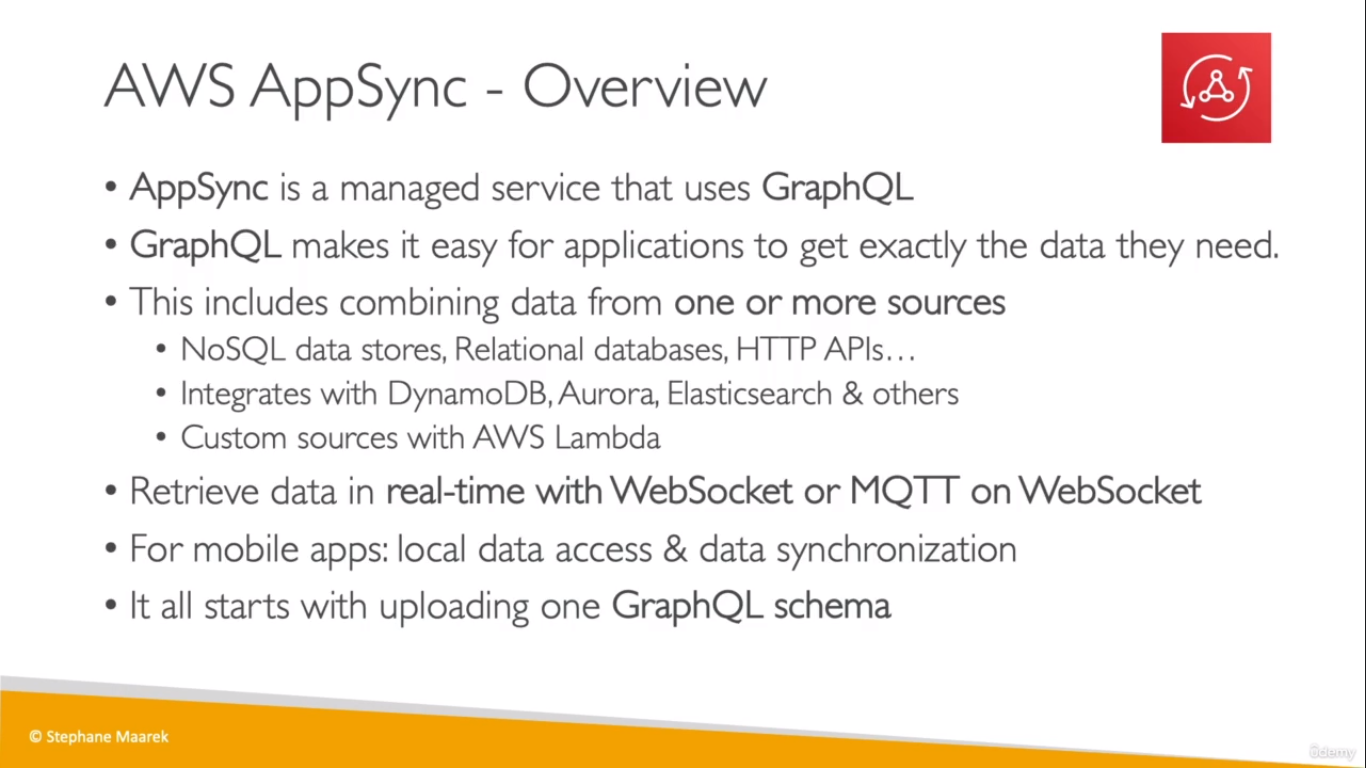 AWS AppSync - Overview
• AppSync is a managed service that uses GraphQL
• GraphQL makes it easy for applications to get exactly the data they need.
• This includes combining data from one or more sources
• NoSQL data stores, Relational databases, HTTP APIs…
• Integrates with DynamoDB, Aurora, Elasticsearch & others
• Custom sources with AWS Lambda
• Retrieve data in real-time with WebSocket or MQTT on WebSocket
• For mobile apps: local data access & data synchronization
• It all starts with uploading one GraphQL schema
© Stephane Maarek
ûdemy